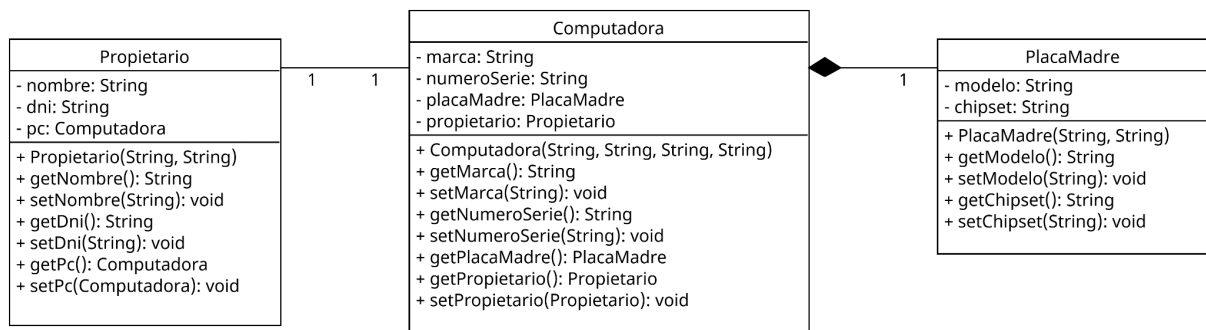 Propietario
- nombre: String
- dni: String
- pc: Computadora
+ Propietario(String, String)
+ getNombre(): String
+ setNombre(String): void
+ getDni(): String
+ setDni(String): void
+ getPc(): Computadora
+ setPc(Computadora): void
1
1
Computadora
- marca: String
- numeroSerie: String
- placaMadre: PlacaMadre
- propietario: Propietario
+ Computadora(String, String, String, String)
+ getMarca(): String
+ setMarca(String): void
+ getNumeroSerie(): String
+ setNumeroSerie(String): void
+ getPlacaMadre(): PlacaMadre
+ getPropietario(): Propietario
+ setPropietario(Propietario): void
1
PlacaMadre
- modelo: String
- chipset: String
+ PlacaMadre(String, String)
+ getModelo(): String
+ setModelo(String): void
+ getChipset(): String
+ setChipset(String): void